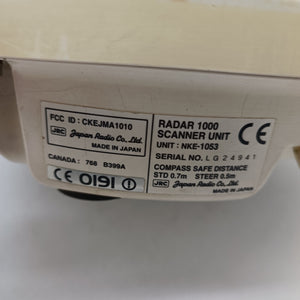 FCC ID : CKEJMA1010
JRC Japan Radio Co., Ltd.
MADE IN JAPAN
CANADA : 768 B399A
CE 0191 !
RADAR 1000
SCANNER UNIT
CE
UNIT : NKE-1053
SERIAL NO. LG24941
COMPASS SAFE DISTANCE
STD 0.7m STEER 0.5m
JRC Japan Radio Co., Ltd.
MADE IN JAPAN